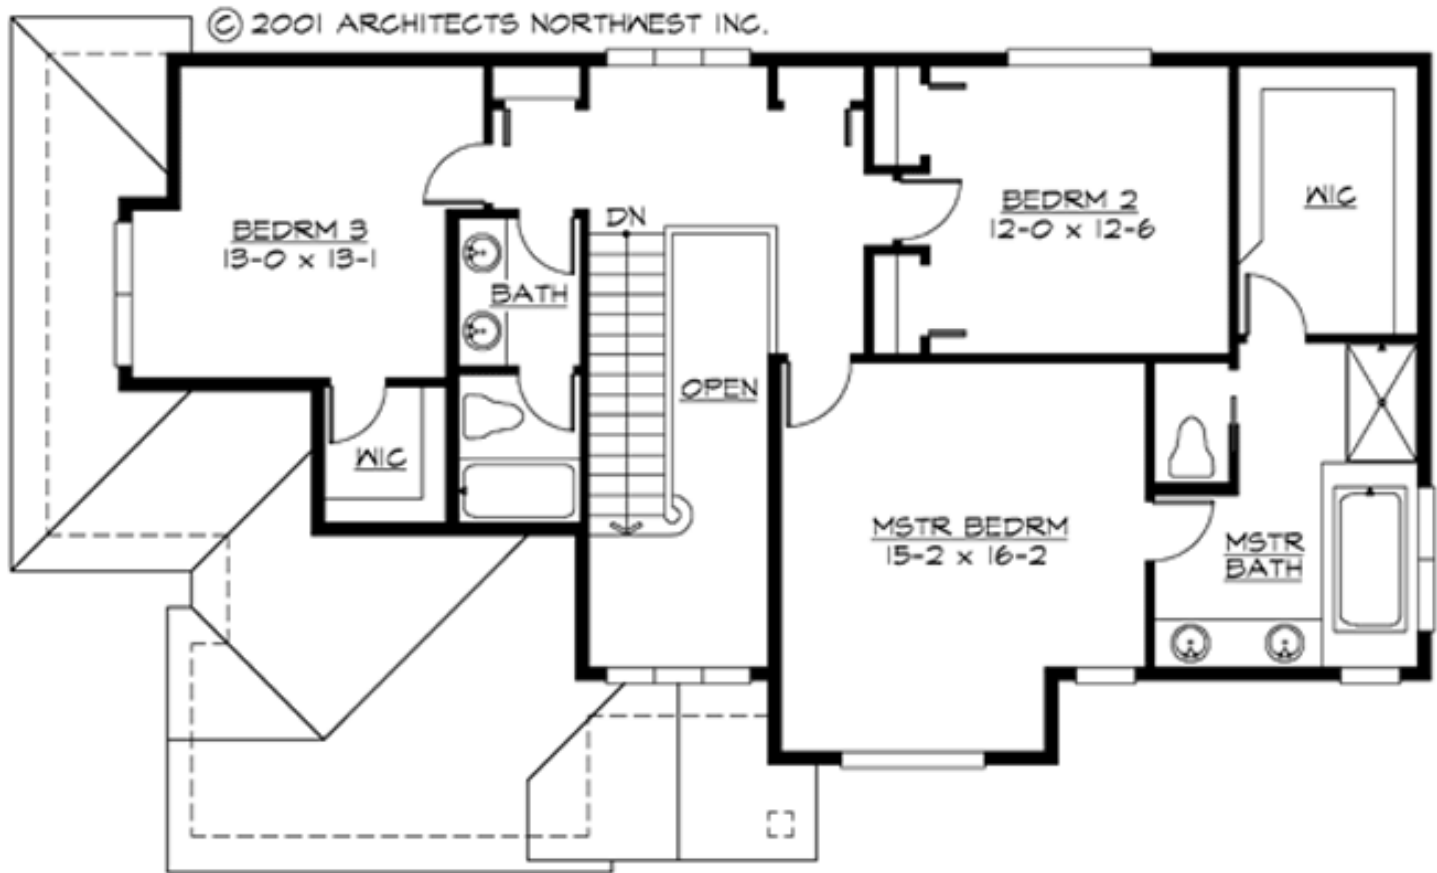 © 2001 ARCHITECTS NORTHWEST INC.
BEDRM 3
13-0 x 13-1
DN
BEDRM 2
12-0 x 12-6
WIC
BATH
OPEN
WIC
MSTR BEDRM
15-2 x 16-2
MSTR
BATH